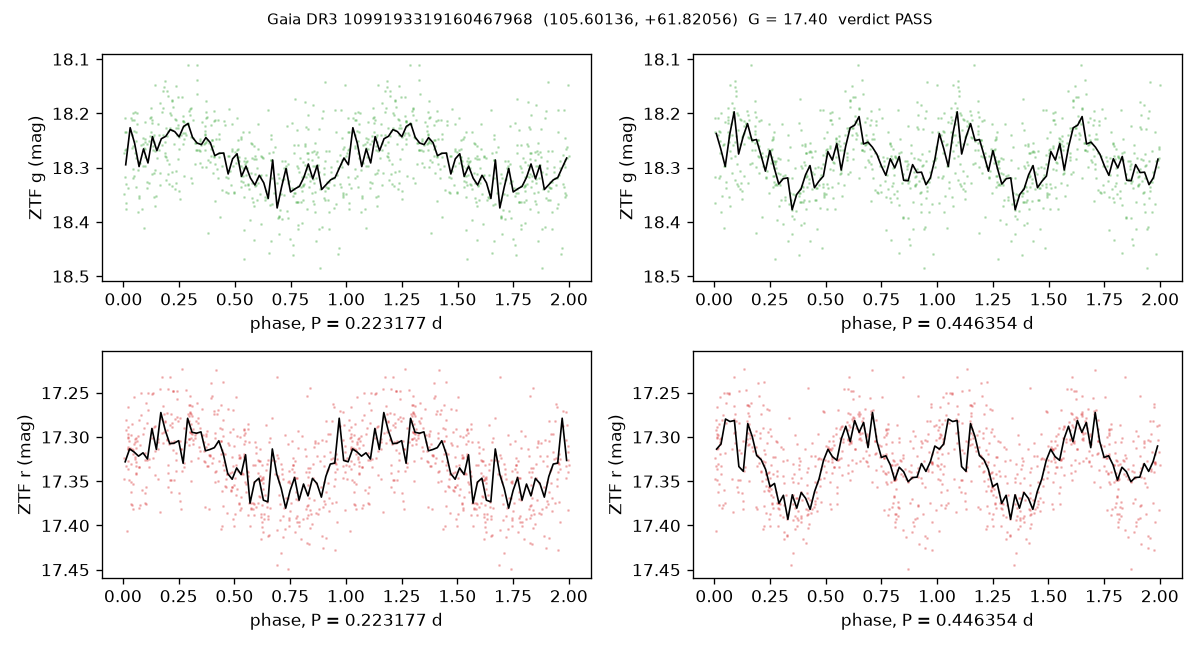 Gaia DR3 1099193319160467968 (105.60136, +61.82056) G = 17.40 verdict PASS
18.1
18.2
18.3
18.4
18.5
ZTF g (mag)
0.00 0.25 0.50 0.75 1.00 1.25 1.50 1.75 2.00
phase, P = 0.223177 d
18.1
18.2
18.3
18.4
18.5
ZTF g (mag)
0.00 0.25 0.50 0.75 1.00 1.25 1.50 1.75 2.00
phase, P = 0.446354 d
17.25
17.30
17.35
17.40
17.45
ZTF r (mag)
0.00 0.25 0.50 0.75 1.00 1.25 1.50 1.75 2.00
phase, P = 0.223177 d
17.25
17.30
17.35
17.40
17.45
ZTF r (mag)
0.00 0.25 0.50 0.75 1.00 1.25 1.50 1.75 2.00
phase, P = 0.446354 d